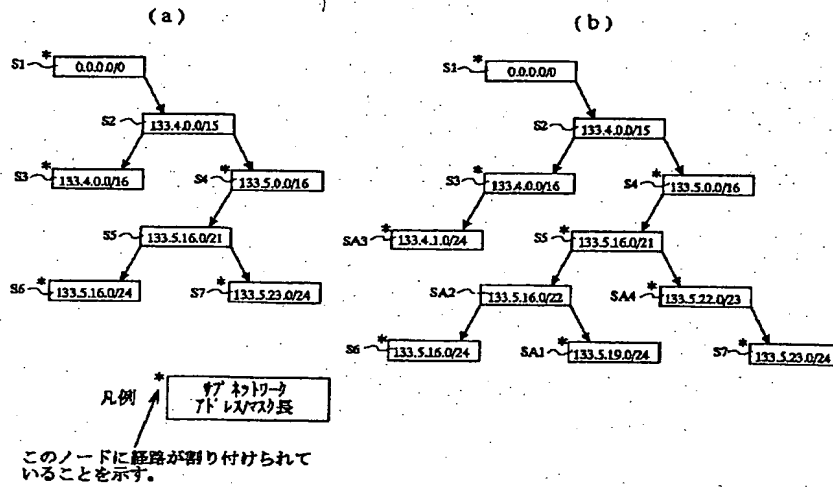 (a)
(b)
*
S1
0.0.0.0/0
S2
133.4.0.0/15
*
S3
133.4.0.0/16
*
S4
133.5.0.0/16
S5
133.5.16.0/21
*
S6
133.5.16.0/24
*
S7
133.5.23.0/24
*
S1
0.0.0.0/0
S2
133.4.0.0/15
*
S3
133.4.0.0/16
*
S4
133.5.0.0/16
*
SA3
133.4.1.0/24
*
S5
133.5.16.0/21
SA2
133.5.16.0/22
*
SA4
133.5.22.0/23
*
S6
133.5.16.0/24
*
SA1
133.5.19.0/24
*
S7
133.5.23.0/24
凡例
*
サブネットワーク
アドレス/マスク長
このノードに経路が割り付けられて
いることを示す。